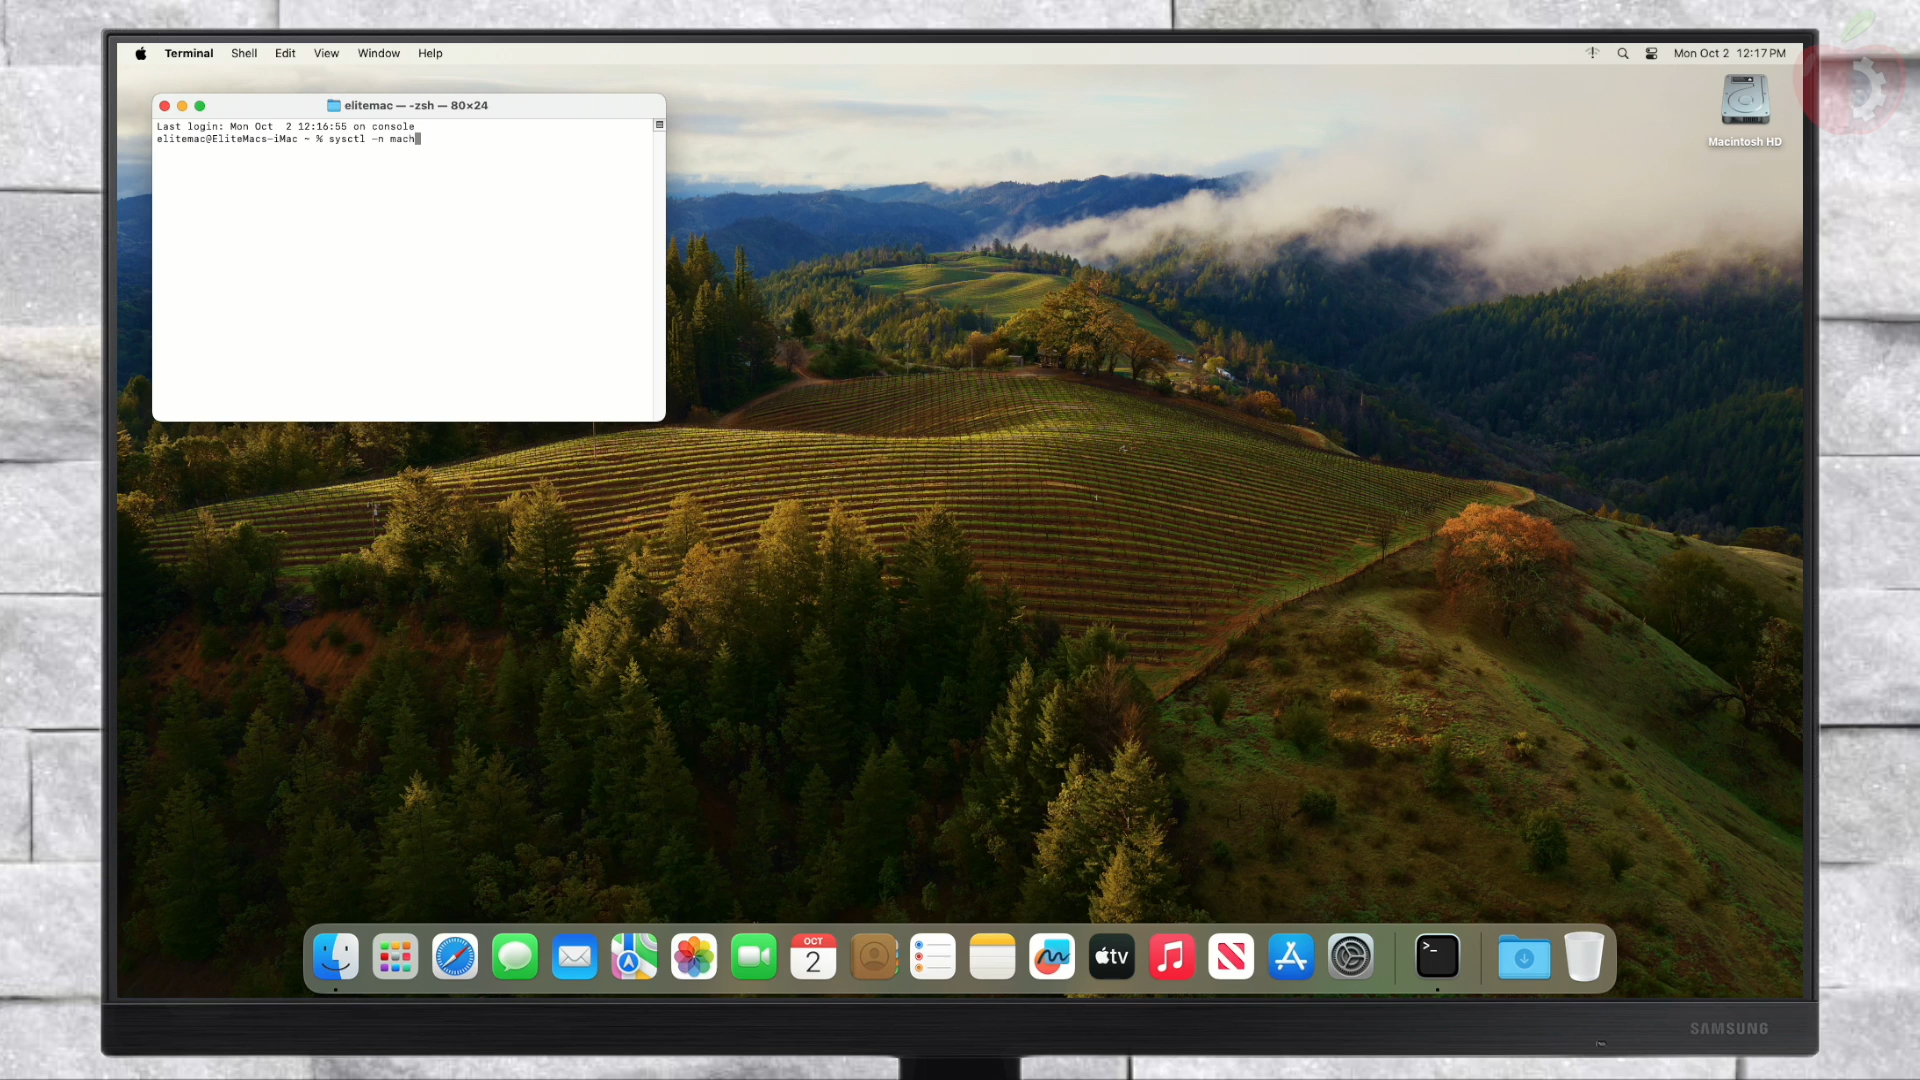 Terminal Shell Edit View Window Help
Mon Oct 2 12:17 PM
elitemac — -zsh — 80×24
Last login: Mon Oct  2 12:16:55 on console
elitemac@EliteMacs-iMac ~ % sysctl -n mach
Macintosh HD
OCT
2
tv
>_
SAMSUNG